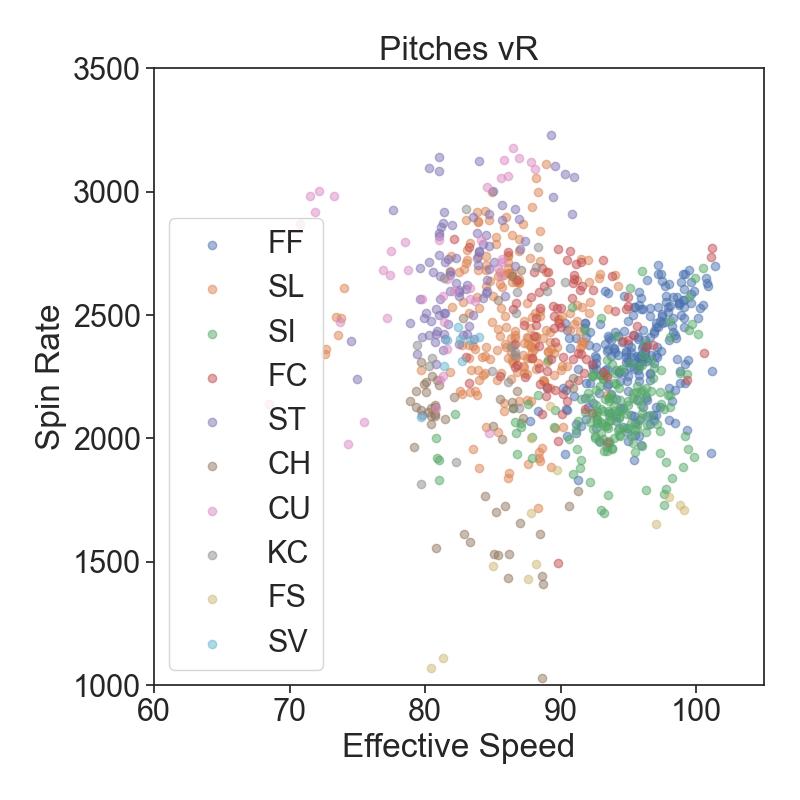 Pitches vR
3500
3000
2500
2000
1500
1000
Spin Rate
FF
SL
SI
FC
ST
CH
CU
KC
FS
SV
60 70 80 90 100
Effective Speed